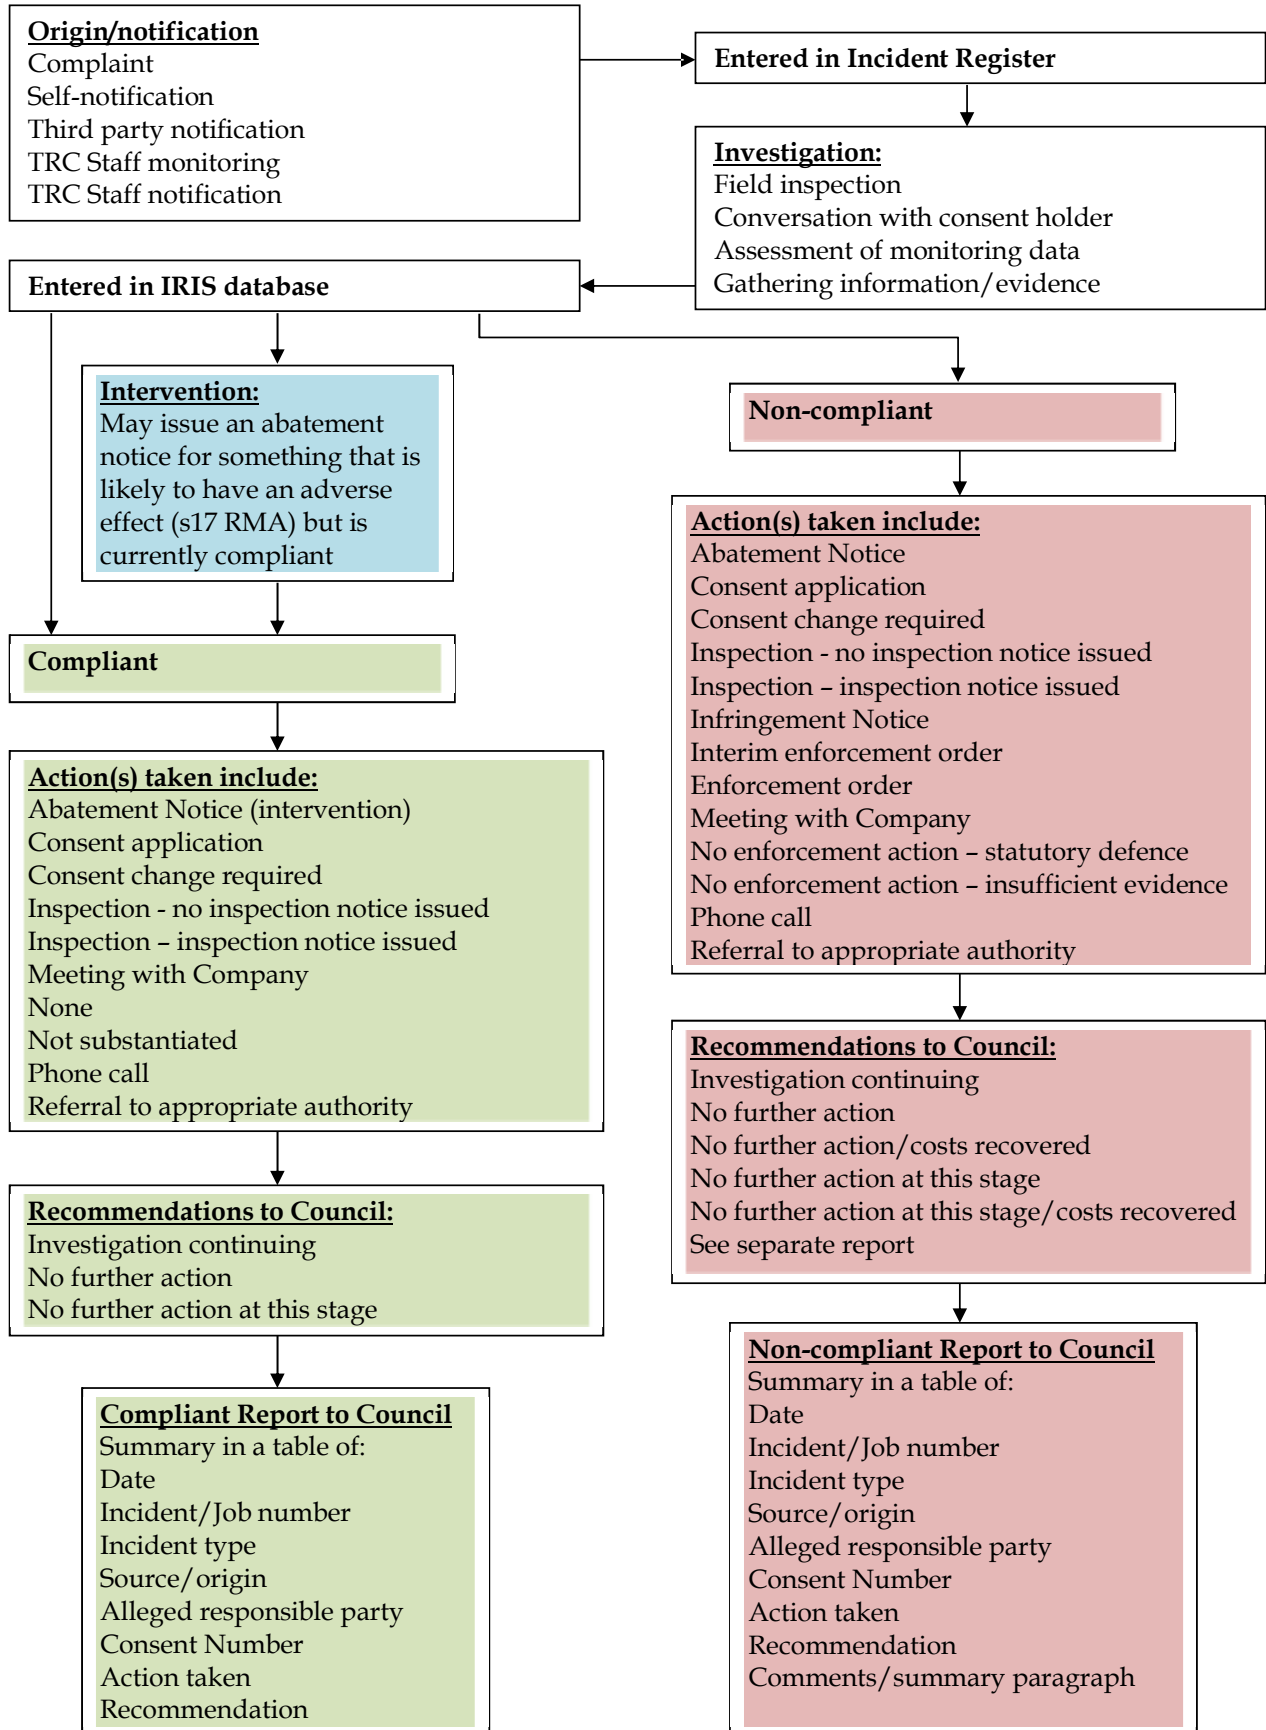 Origin/notification
Complaint
Self-notification
Third party notification
TRC Staff monitoring
TRC Staff notification
Entered in Incident Register
Investigation:
Field inspection
Conversation with consent holder
Assessment of monitoring data
Gathering information/evidence
Entered in IRIS database
Intervention:
May issue an abatement
notice for something that is
likely to have an adverse
effect (s17 RMA) but is
currently compliant
Compliant
Action(s) taken include:
Abatement Notice (intervention)
Consent application
Consent change required
Inspection - no inspection notice issued
Inspection – inspection notice issued
Meeting with Company
None
Not substantiated
Phone call
Referral to appropriate authority
Recommendations to Council:
Investigation continuing
No further action
No further action at this stage
Compliant Report to Council
Summary in a table of:
Date
Incident/Job number
Incident type
Source/origin
Alleged responsible party
Consent Number
Action taken
Recommendation
Non-compliant
Action(s) taken include:
Abatement Notice
Consent application
Consent change required
Inspection - no inspection notice issued
Inspection – inspection notice issued
Infringement Notice
Interim enforcement order
Enforcement order
Meeting with Company
No enforcement action – statutory defence
No enforcement action – insufficient evidence
Phone call
Referral to appropriate authority
Recommendations to Council:
Investigation continuing
No further action
No further action/costs recovered
No further action at this stage
No further action at this stage/costs recovered
See separate report
Non-compliant Report to Council
Summary in a table of:
Date
Incident/Job number
Incident type
Source/origin
Alleged responsible party
Consent Number
Action taken
Recommendation
Comments/summary paragraph